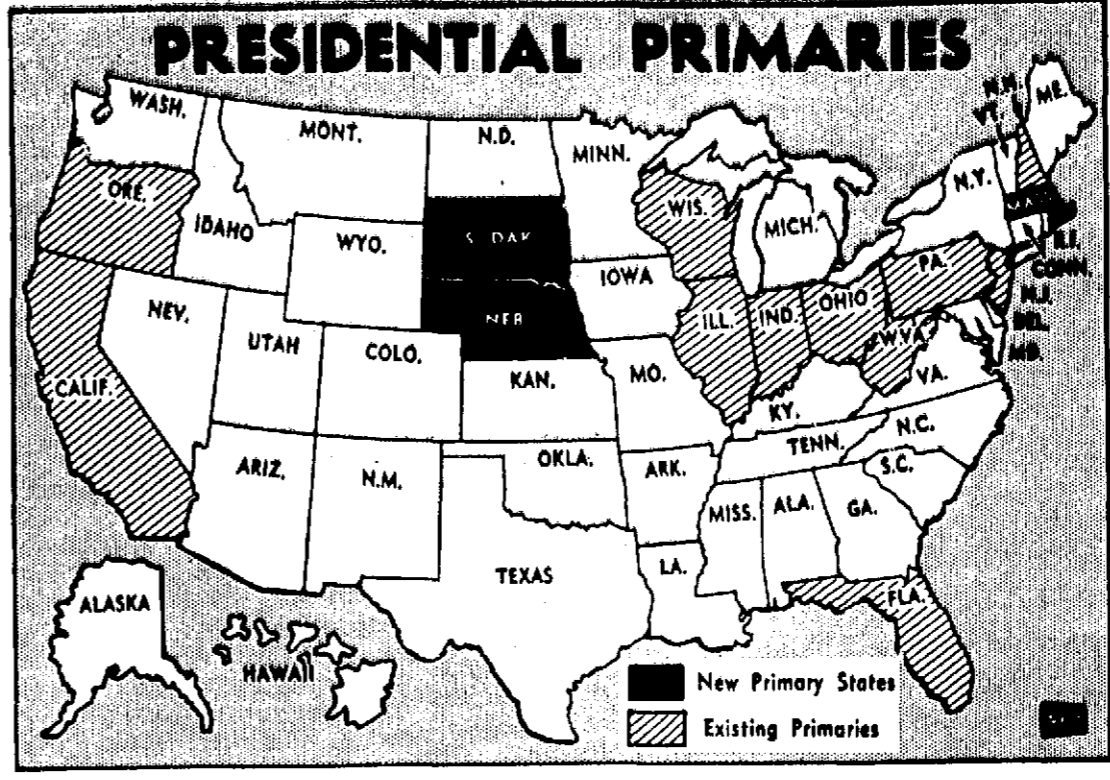 PRESIDENTIAL PRIMARIES
WASH.
MONT.
N.D.
MINN.
N.H.
VT.
ME.
ORE.
IDAHO
WYO.
S. DAK
WIS.
MICH.
N.Y.
MASS.
R.I.
CONN.
N.J.
DEL.
MD.
NEV.
UTAH
COLO.
NEB
IOWA
ILL.
IND.
OHIO
PA.
W.VA.
VA.
CALIF.
KAN.
MO.
KY.
ARIZ.
N.M.
OKLA.
ARK.
TENN.
N.C.
S.C.
MISS.
ALA.
GA.
TEXAS
LA.
FLA.
ALASKA
HAWAII
New Primary States
Existing Primaries